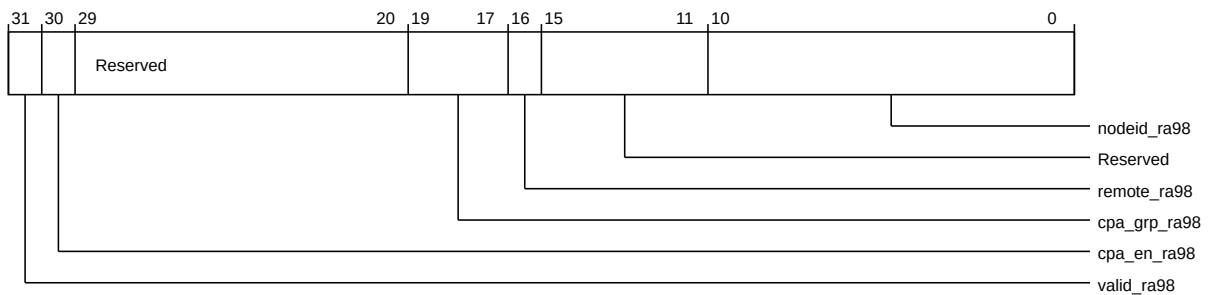 31 30 29 20 19 17 16 15 11 10 0
Reserved
nodeid_ra98
Reserved
remote_ra98
cpa_grp_ra98
cpa_en_ra98
valid_ra98